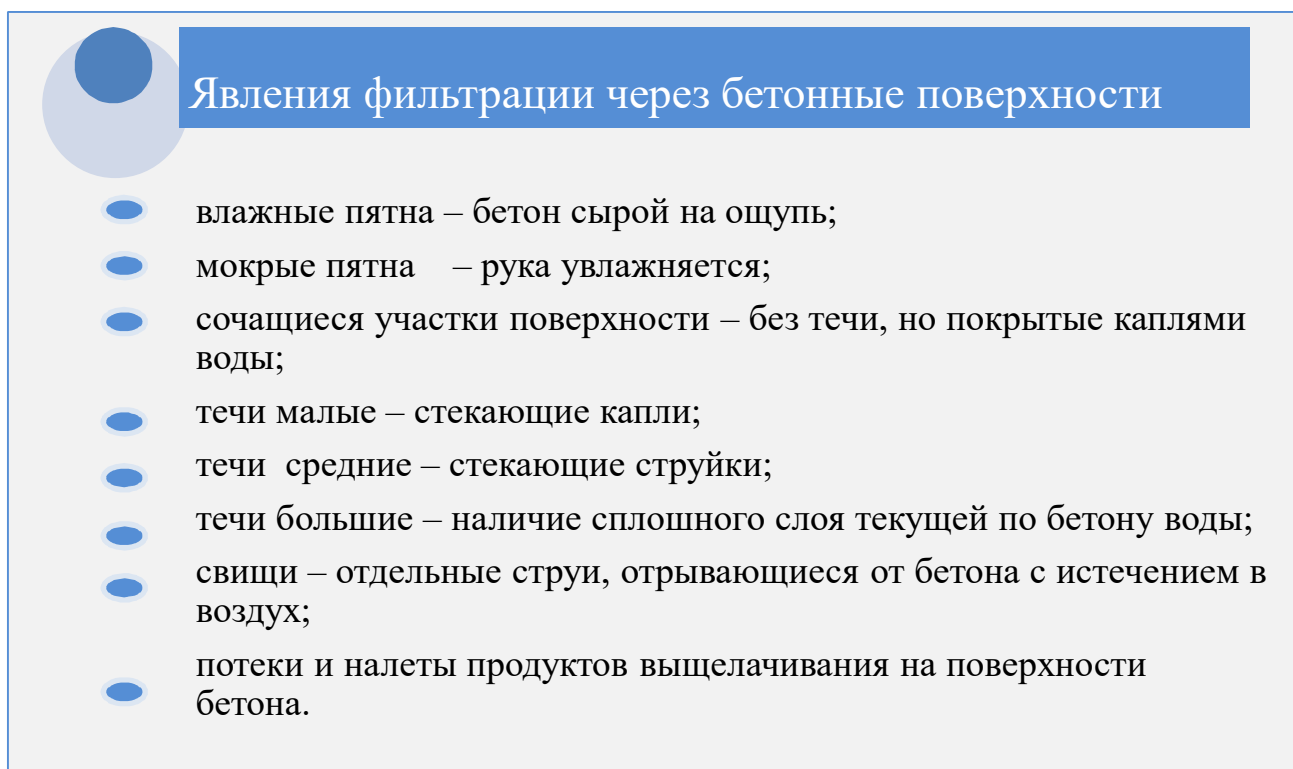 Явления фильтрации через бетонные поверхности
влажные пятна – бетон сырой на ощупь;
мокрые пятна – рука увлажняется;
сочащиеся участки поверхности – без течи, но покрытые каплями
воды;
течи малые – стекающие капли;
течи средние – стекающие струйки;
течи большие – наличие сплошного слоя текущей по бетону воды;
свищи – отдельные струи, отрывающиеся от бетона с истечением в
воздух;
потеки и налеты продуктов выщелачивания на поверхности
бетона.